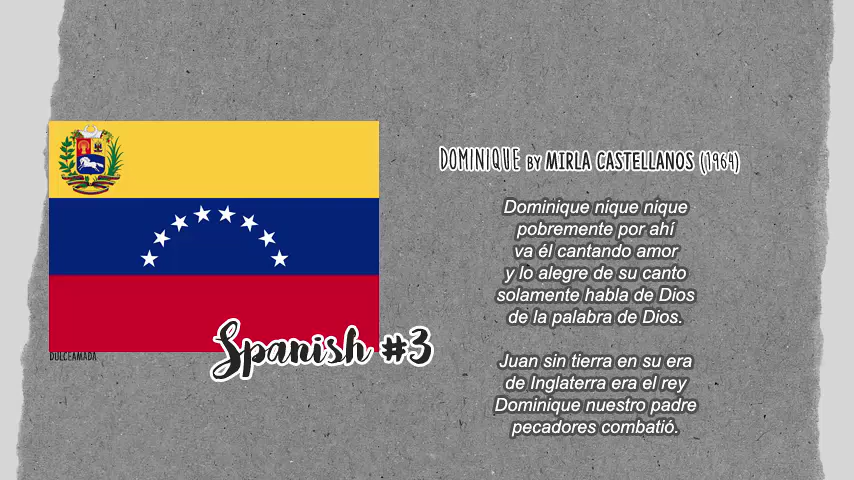 DOMINIQUE BY MIRLA CASTELLANOS (1964)
Dominique nique nique
pobremente por ahí
va él cantando amor
y lo alegre de su canto
solamente habla de Dios
de la palabra de Dios.
Juan sin tierra en su era
de Inglaterra era el rey
Dominique nuestro padre
pecadores combatió.
Spanish #3
DULCEAMADA